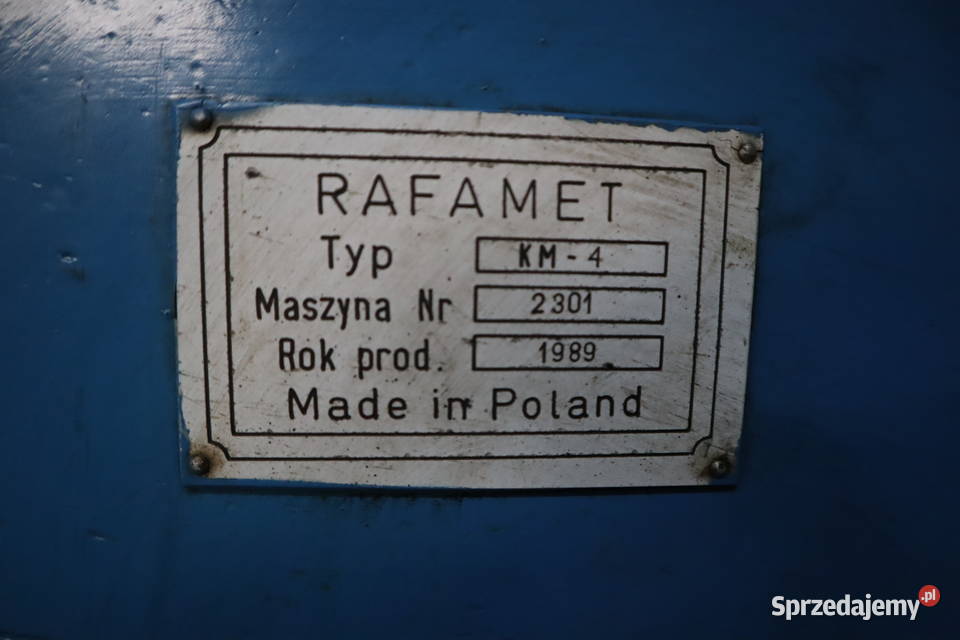 RAFAMET
Typ KM-4
Maszyna Nr 2301
Rok prod. 1989
Made in Poland
Sprzedajemy.pl